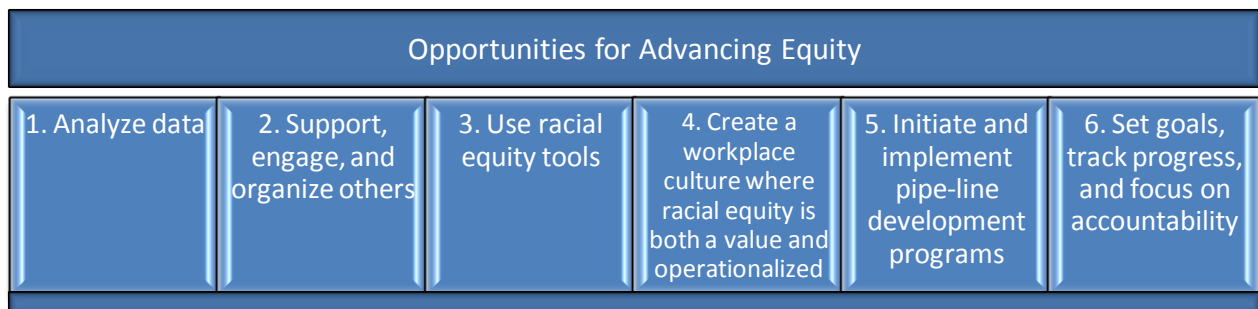 Opportunities for Advancing Equity
1. Analyze data
2. Support,
engage, and
organize others
3. Use racial
equity tools
4. Create a
workplace
culture where
racial equity is
both a value and
operationalized
5. Initiate and
implement
pipe-line
development
programs
6. Set goals,
track progress,
and focus on
accountability